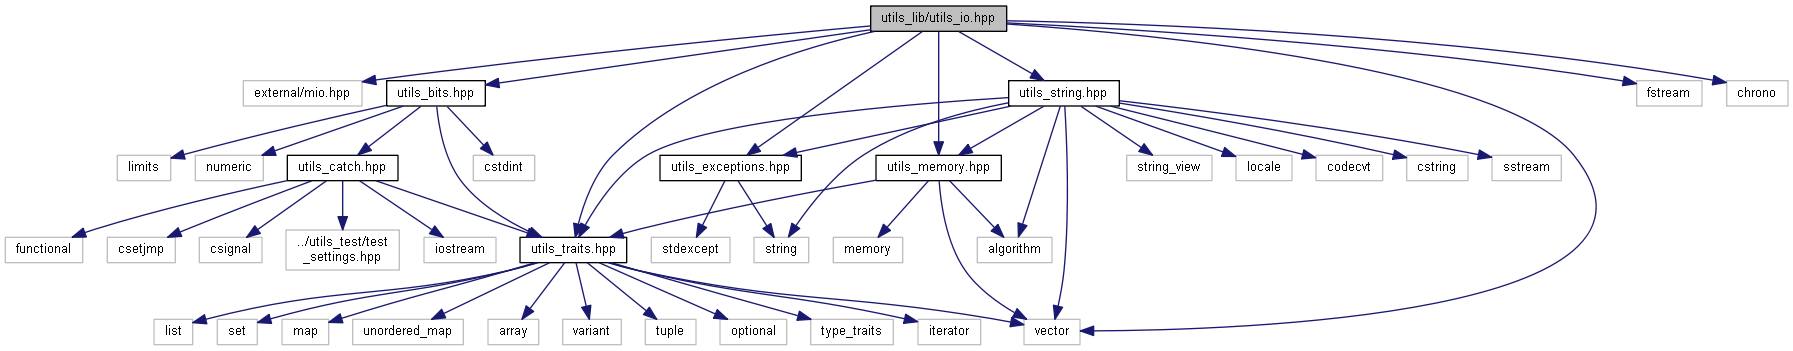 utils_lib/utils_io.hpp
external/mio.hpp
utils_bits.hpp
utils_string.hpp
fstream
chrono
limits
numeric
utils_catch.hpp
cstdint
utils_exceptions.hpp
utils_memory.hpp
string_view
locale
codecvt
cstring
sstream
functional
csetjmp
csignal
../utils_test/test
_settings.hpp
iostream
utils_traits.hpp
stdexcept
string
memory
algorithm
list
set
map
unordered_map
array
variant
tuple
optional
type_traits
iterator
vector